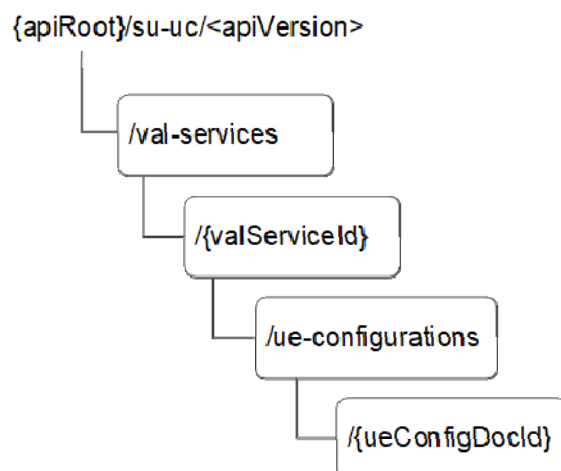 {apiRoot}/su-uc/<apiVersion>
/val-services
/{valServiceId}
/ue-configurations
/{ueConfigDocId}